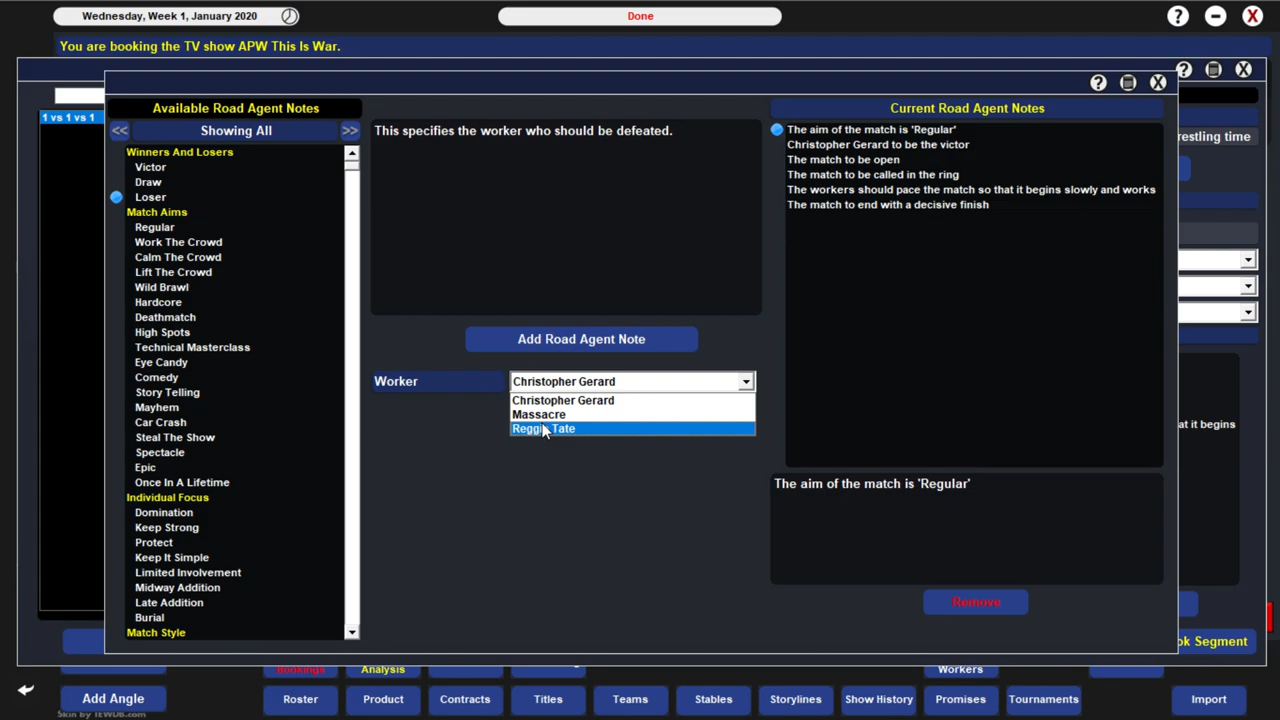 Wednesday, Week 1, January 2020
Done
You are booking the TV show APW This Is War.
Available Road Agent Notes
<< Showing All >>
Winners And Losers
Victor
Draw
Loser
Match Aims
Regular
Work The Crowd
Calm The Crowd
Lift The Crowd
Wild Brawl
Hardcore
Deathmatch
High Spots
Technical Masterclass
Eye Candy
Comedy
Story Telling
Mayhem
Car Crash
Steal The Show
Spectacle
Epic
Once In A Lifetime
Individual Focus
Domination
Keep Strong
Protect
Keep It Simple
Limited Involvement
Midway Addition
Late Addition
Burial
Match Style
1 vs 1 vs 1
This specifies the worker who should be defeated.
Add Road Agent Note
Worker
Christopher Gerard
Christopher Gerard
Massacre
Tate
Current Road Agent Notes
The aim of the match is 'Regular'
Christopher Gerard to be the victor
The match to be open
The match to be called in the ring
The workers should pace the match so that it begins slowly and works
The match to end with a decisive finish
The aim of the match is 'Regular'
Remove
restling time
at it begins
ok Segment
Bookings
Analysis
Workers
Add Angle
Roster
Product
Contracts
Titles
Teams
Stables
Storylines
Show History
Promises
Tournaments
Import
Skin by TEWDB.com